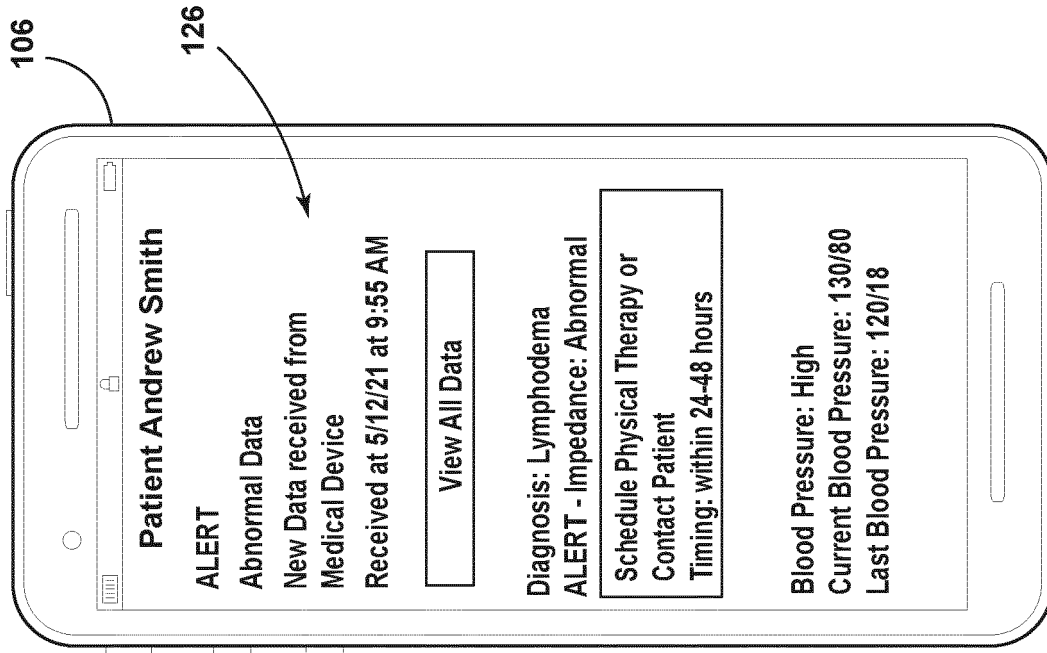 106
126
Patient Andrew Smith
ALERT
Abnormal Data
New Data received from
Medical Device
Received at 5/12/21 at 9:55 AM
View All Data
Diagnosis: Lymphodema
ALERT - Impedance: Abnormal
Schedule Physical Therapy or
Contact Patient
Timing: within 24-48 hours
Blood Pressure: High
Current Blood Pressure: 130/80
Last Blood Pressure: 120/18